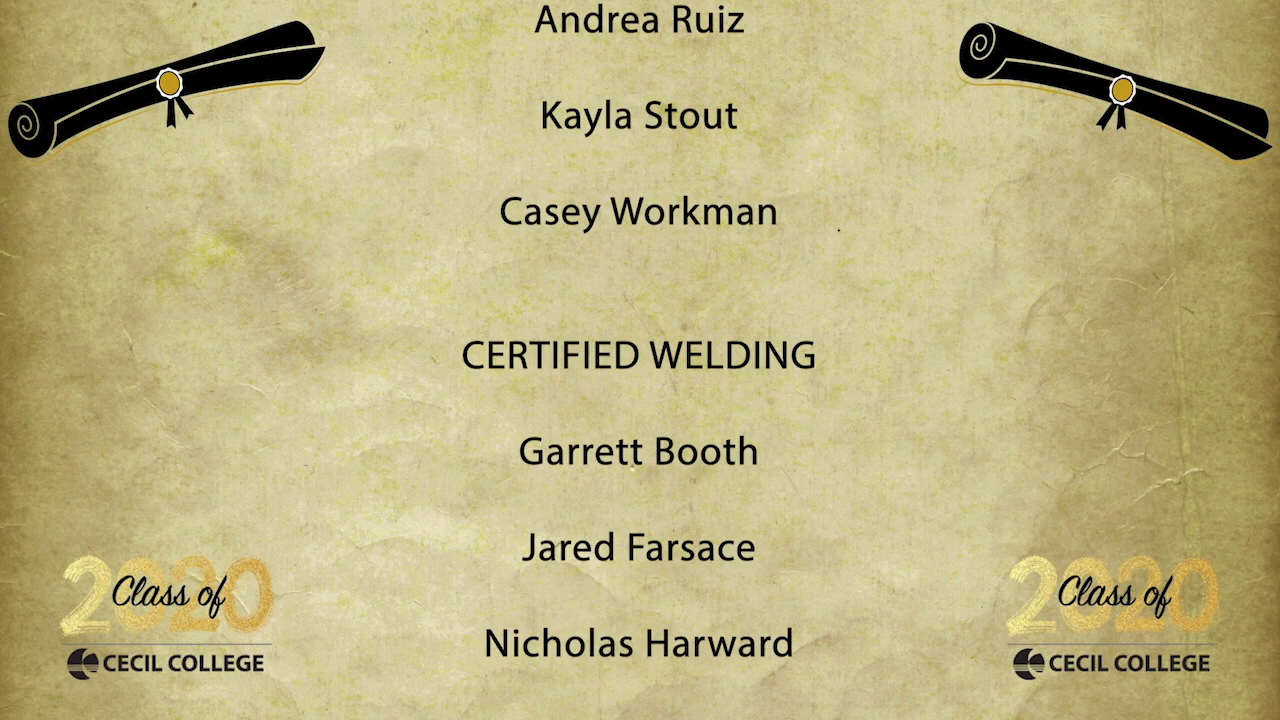 Andrea Ruiz
Kayla Stout
Casey Workman
CERTIFIED WELDING
Garrett Booth
Jared Farsace
Nicholas Harward
2020
Class of
CECIL COLLEGE
2020
Class of
CECIL COLLEGE